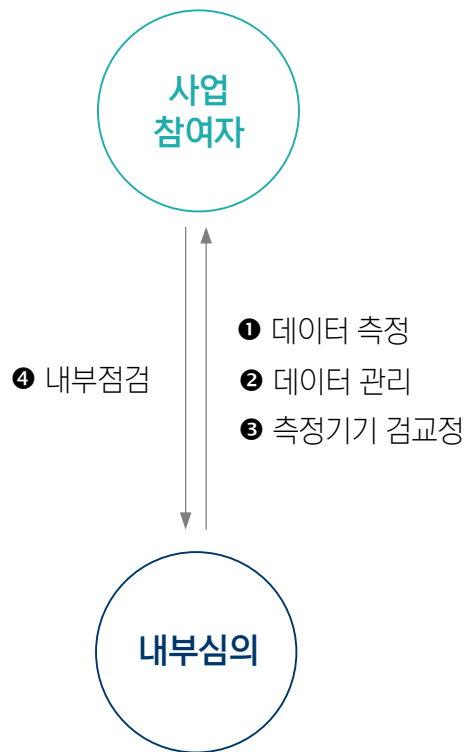 사업
참여자
❶ 데이터 측정
❹ 내부점검
❷ 데이터 관리
❸ 측정기기 검교정
내부심의